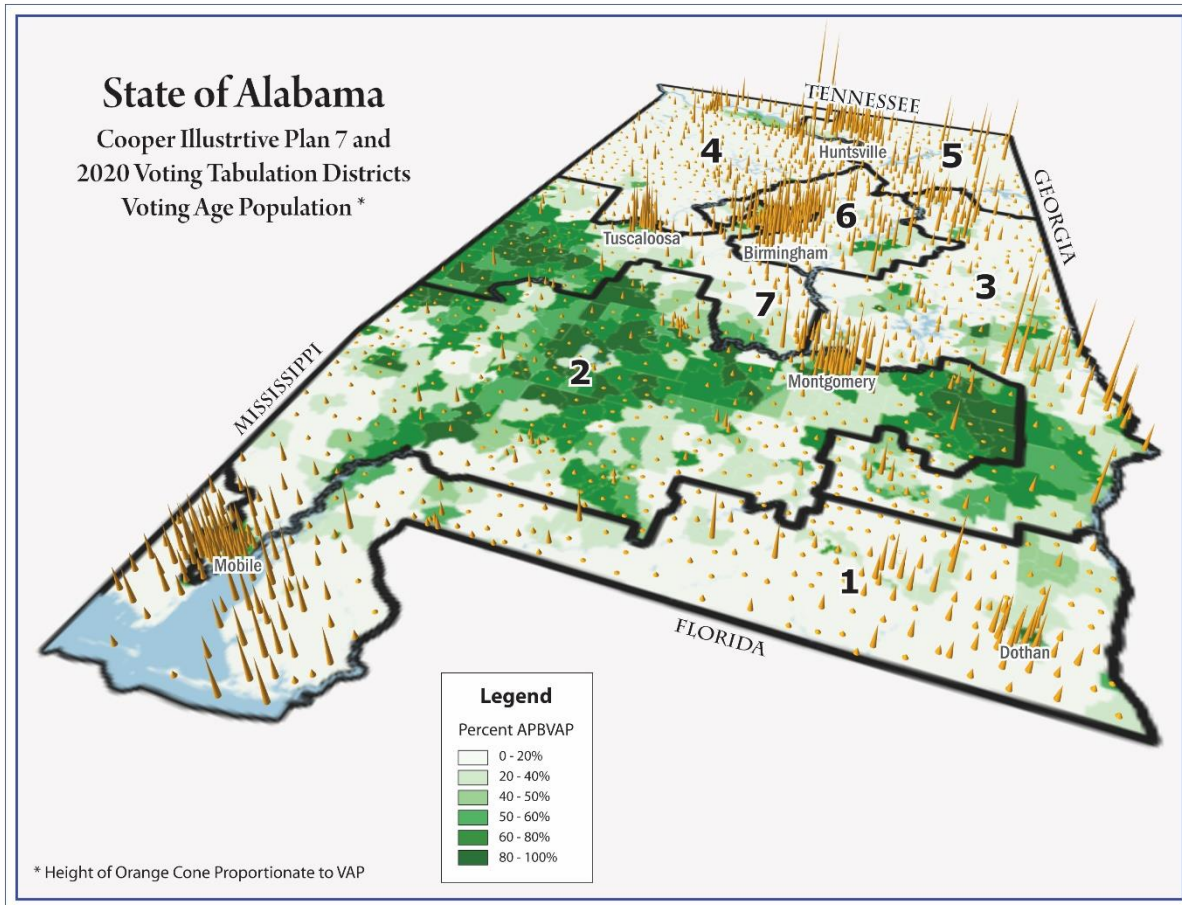 State of Alabama
Cooper Illustrtive Plan 7 and
2020 Voting Tabulation Districts
Voting Age Population *
TENNESSEE
4
Huntsville
5
GEORGIA
6
Tuscaloosa
Birmingham
3
7
MISSISSIPPI
2
Montgomery
Mobile
1
FLORIDA
Dothan
Legend
Percent APBVAP
0 - 20%
20 - 40%
40 - 50%
50 - 60%
60 - 80%
80 - 100%
* Height of Orange Cone Proportionate to VAP